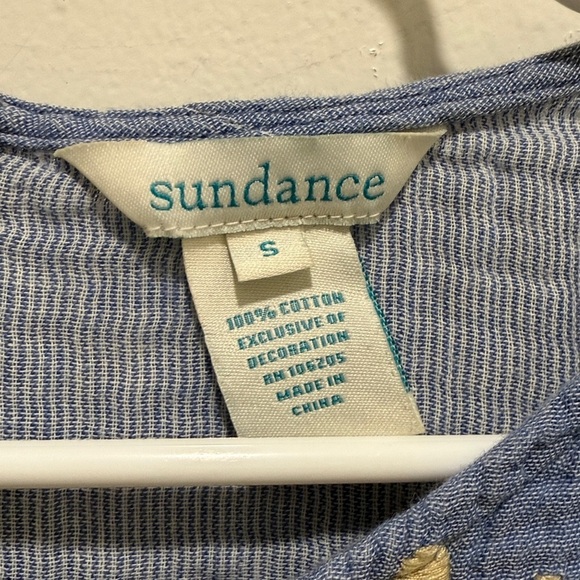 sundance
S
100% COTTON
EXCLUSIVE OF
DECORATION
RN 106205
MADE IN
CHINA